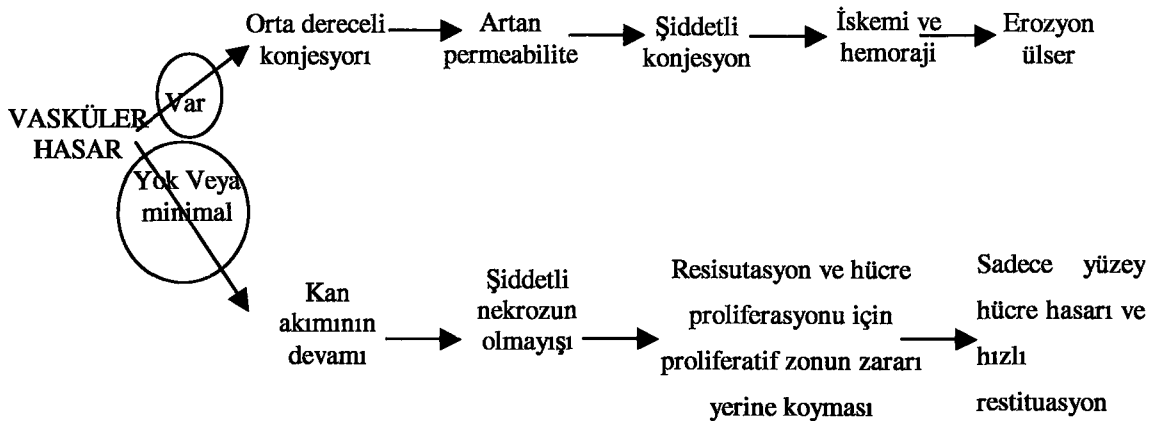 Orta dereceli
konjesyorı
Artan
permeabilite
Şiddetli
konjesyon
İskemi ve
hemoraji
Erozyon
ülser
Var
VASKÜLER
HASAR
Yok Veya
minimal
Kan
akımının
devamı
Şiddetli
nekrozun
olmayışı
Resisutasyon ve hücre
proliferasyonu için
proliferatif zonun zararı
yerine koyması
Sadece yüzey
hücre hasarı ve
hızlı
restituasyon